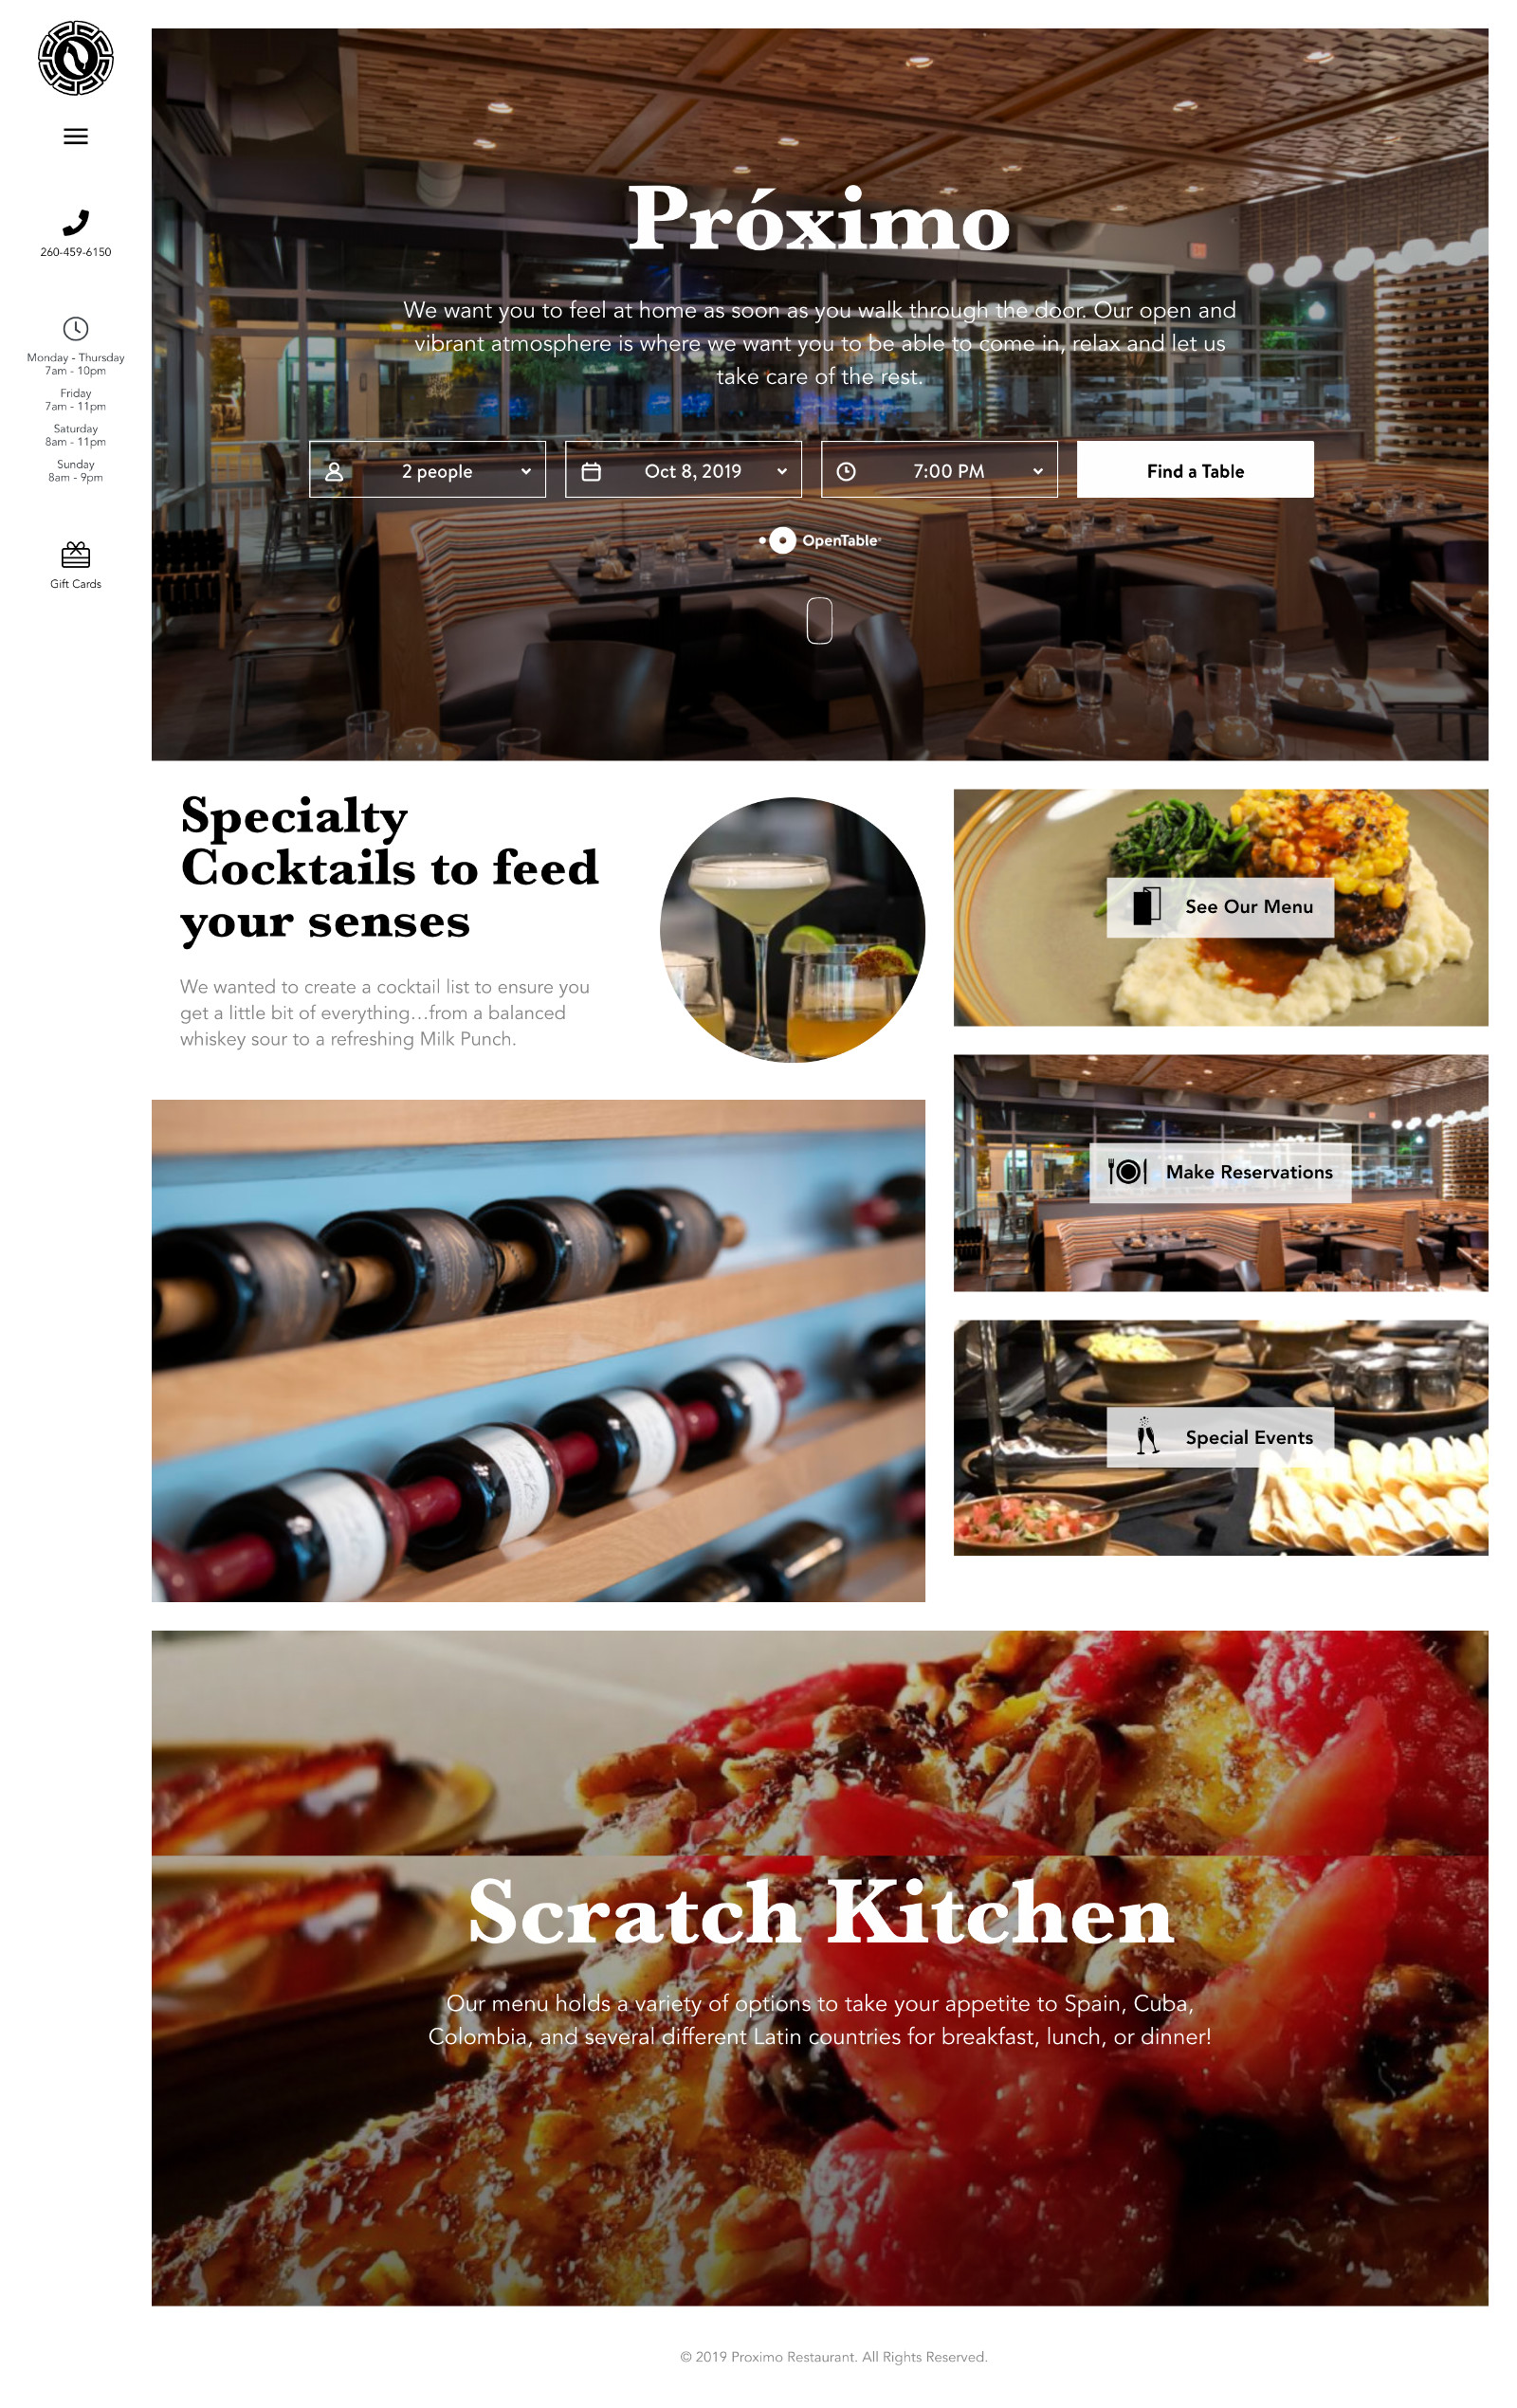 260-459-6150
Monday - Thursday
7am - 10pm
Friday
7am - 11pm
Saturday
8am - 11pm
Sunday
8am - 9pm
Gift Cards
Próximo
We want you to feel at home as soon as you walk through the door. Our open and
vibrant atmosphere is where we want you to be able to come in, relax and let us
take care of the rest.
2 people
Oct 8, 2019
7:00 PM
Find a Table
OpenTable
Specialty
Cocktails to feed
your senses
We wanted to create a cocktail list to ensure you
get a little bit of everything...from a balanced
whiskey sour to a refreshing Milk Punch.
See Our Menu
Make Reservations
Special Events
Scratch Kitchen
Our menu holds a variety of options to take your appetite to Spain, Cuba,
Colombia, and several different Latin countries for breakfast, lunch, or dinner!
© 2019 Proximo Restaurant. All Rights Reserved.